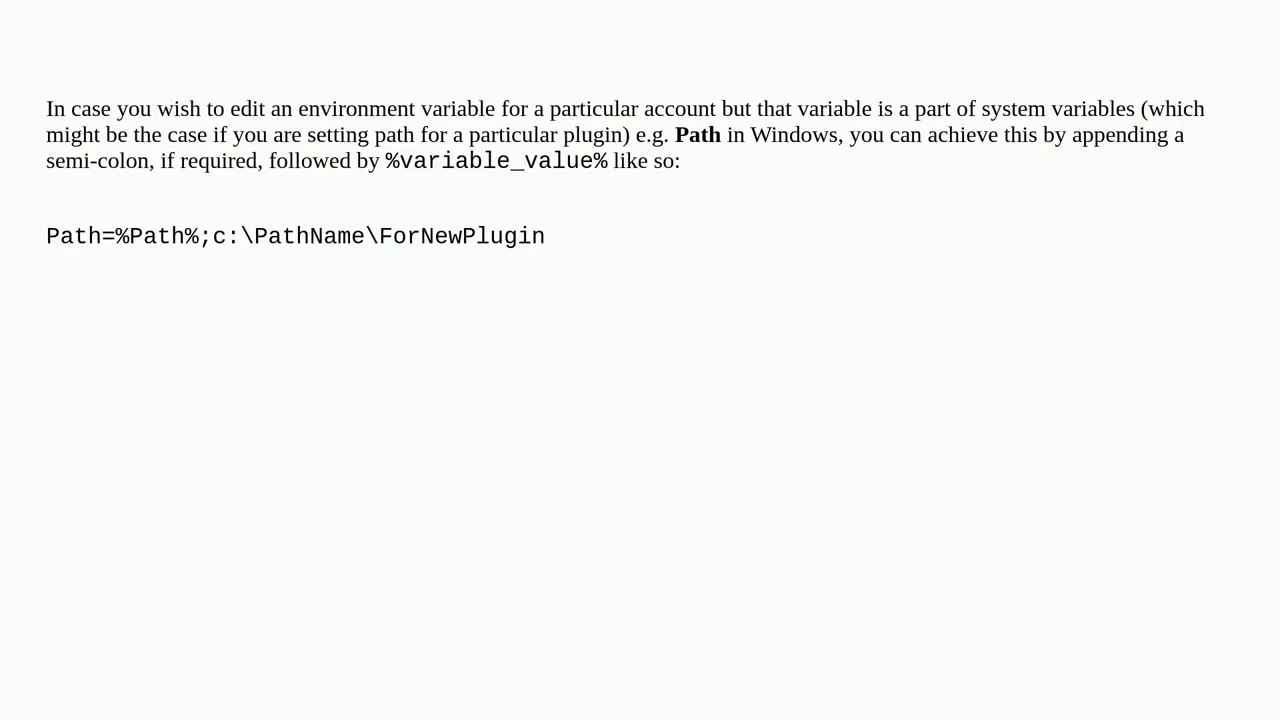 In case you wish to edit an environment variable for a particular account but that variable is a part of system variables (which
might be the case if you are setting path for a particular plugin) e.g. Path in Windows, you can achieve this by appending a
semi-colon, if required, followed by %variable_value% like so:
Path=%Path%;c:\PathName\ForNewPlugin